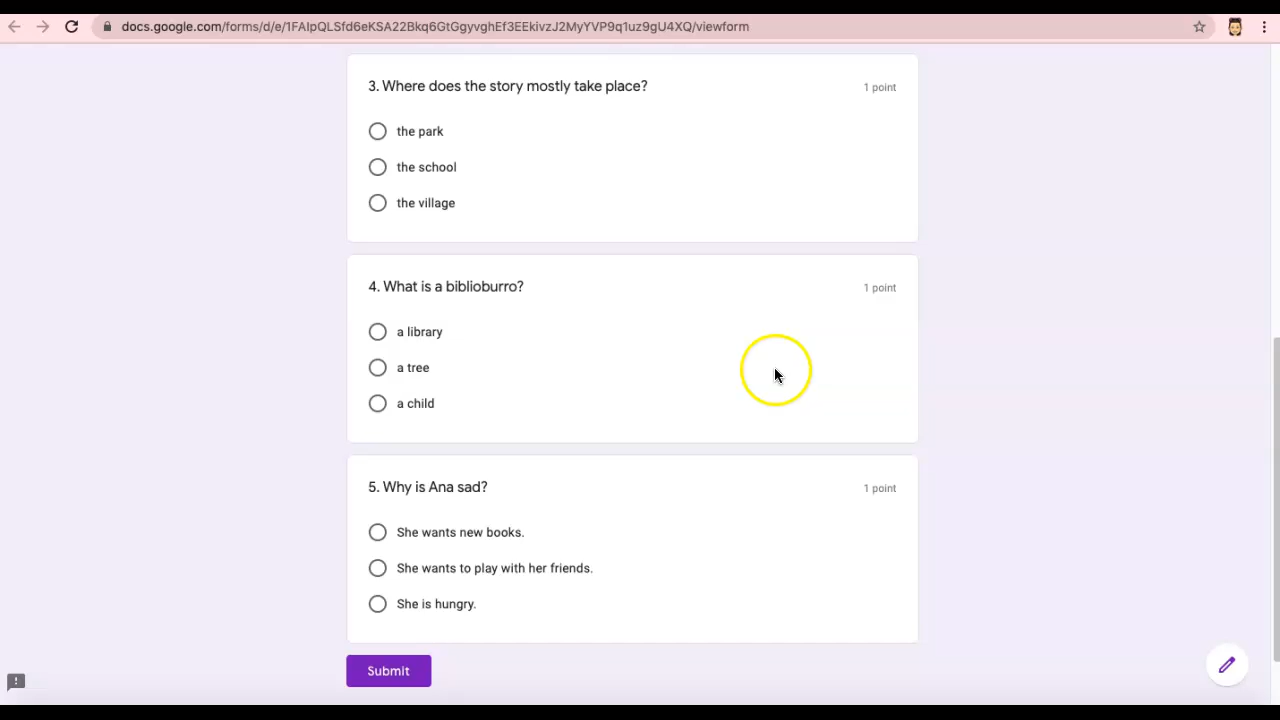 docs.google.com/forms/d/e/1FAIpQLSfd6eKSA22Bkq6GtGgyvghEf3EEkivzJ2MyYVP9q1uz9gU4XQ/viewform
3. Where does the story mostly take place?
1 point
the park
the school
the village
4. What is a biblioburro?
1 point
a library
a tree
a child
5. Why is Ana sad?
1 point
She wants new books.
She wants to play with her friends.
She is hungry.
Submit